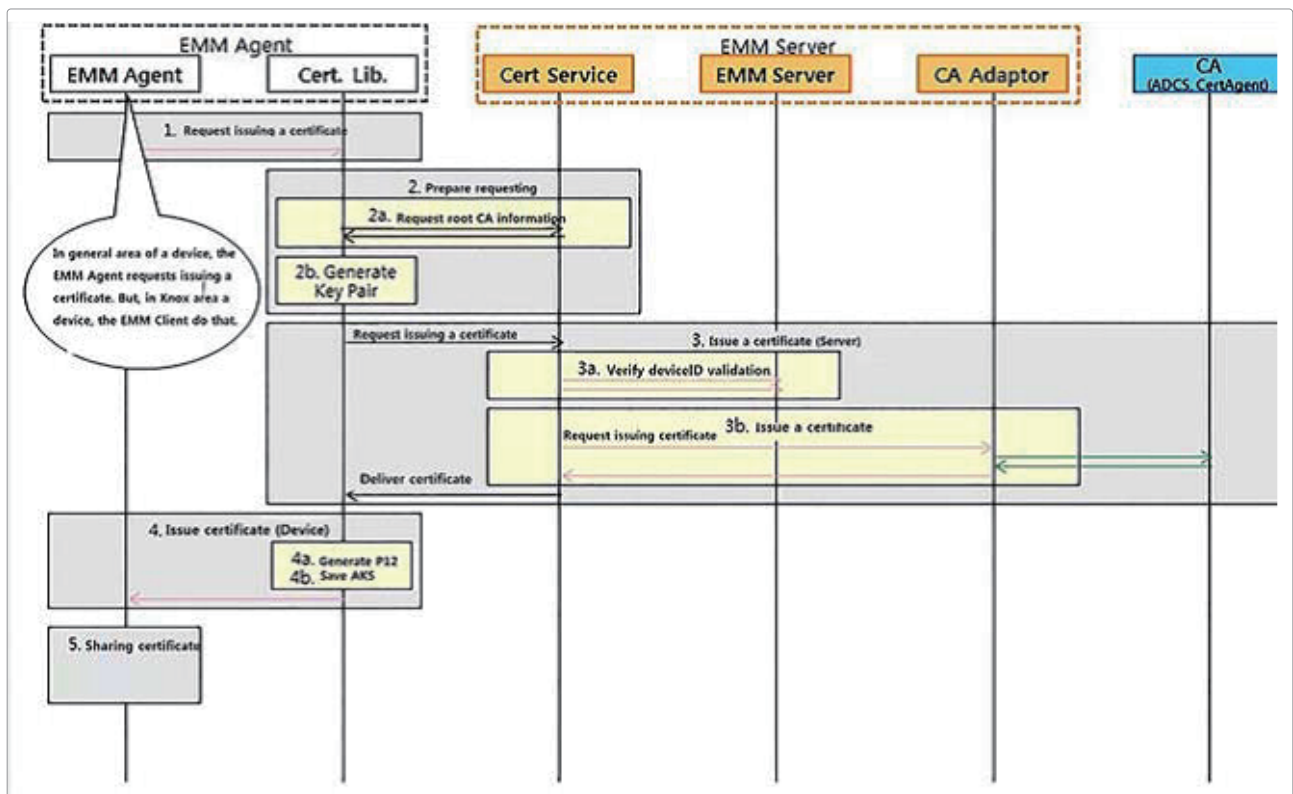 EMM Agent
EMM Server
EMM Agent
Cert. Lib.
Cert Service
EMM Server
CA Adaptor
CA
(ADCS, CertAgent)
1. Request issuing a certificate
2. Prepare requesting
2a. Request root CA information
In general area of a device, the
EMM Agent requests issuing a
certificate. But, in Knox area a
device, the EMM Client do that.
2b. Generate
Key Pair
Request issuing a certificate
3. Issue a certificate (Server)
3a. Verify deviceID validation
3b. Issue a certificate
Request issuing certificate
Deliver certificate
4. Issue certificate (Device)
4a. Generate P12
4b. Save AKS
5. Sharing certificate